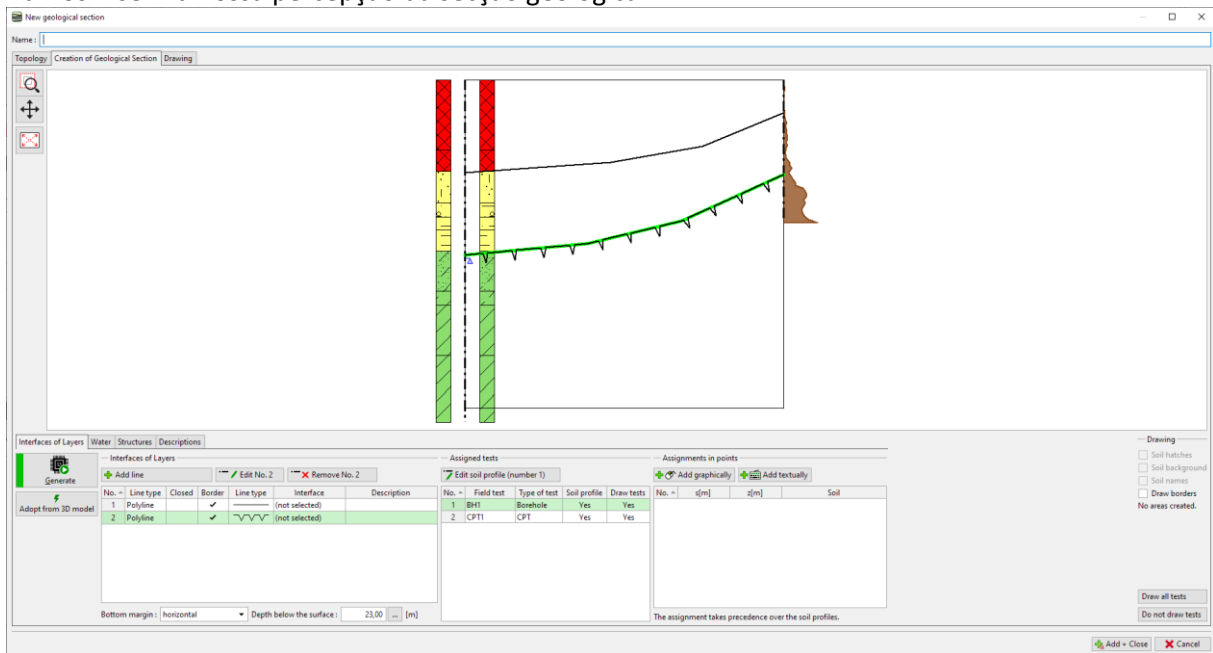 New geological section
Name :
Topology Creation of Geological Section Drawing
Interfaces of Layers Water Structures Descriptions
Generate
Adopt from 3D model
Interfaces of Layers
Add line Edit No. 2 Remove No. 2
No. Line type Closed Border Line type Interface Description
1 Polyline (not selected)
2 Polyline (not selected)
Bottom margin : horizontal Depth below the surface : 23,00 ... [m]
Assigned tests
Edit soil profile (number 1)
No. Field test Type of test Soil profile Draw tests
1 BH1 Borehole Yes Yes
2 CPT1 CPT Yes Yes
Assignments in points
Add graphically Add textually
No. s[m] z[m] Soil
The assignment takes precedence over the soil profiles.
Drawing
Soil hatches
Soil background
Soil names
Draw borders
No areas created.
Draw all tests
Do not draw tests
Add + Close Cancel